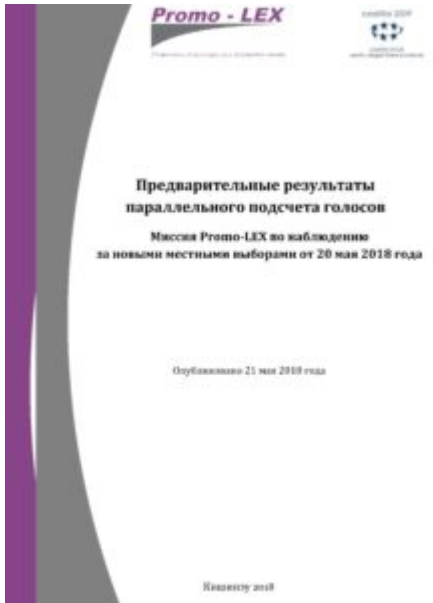 Promo - LEX
Предварительные результаты
параллельного подсчета голосов
Миссия Promo-LEX по наблюдению
за новыми местными выборами от 20 мая 2018 года
Опубликовано 21 мая 2018 года
Кишинэу 2018